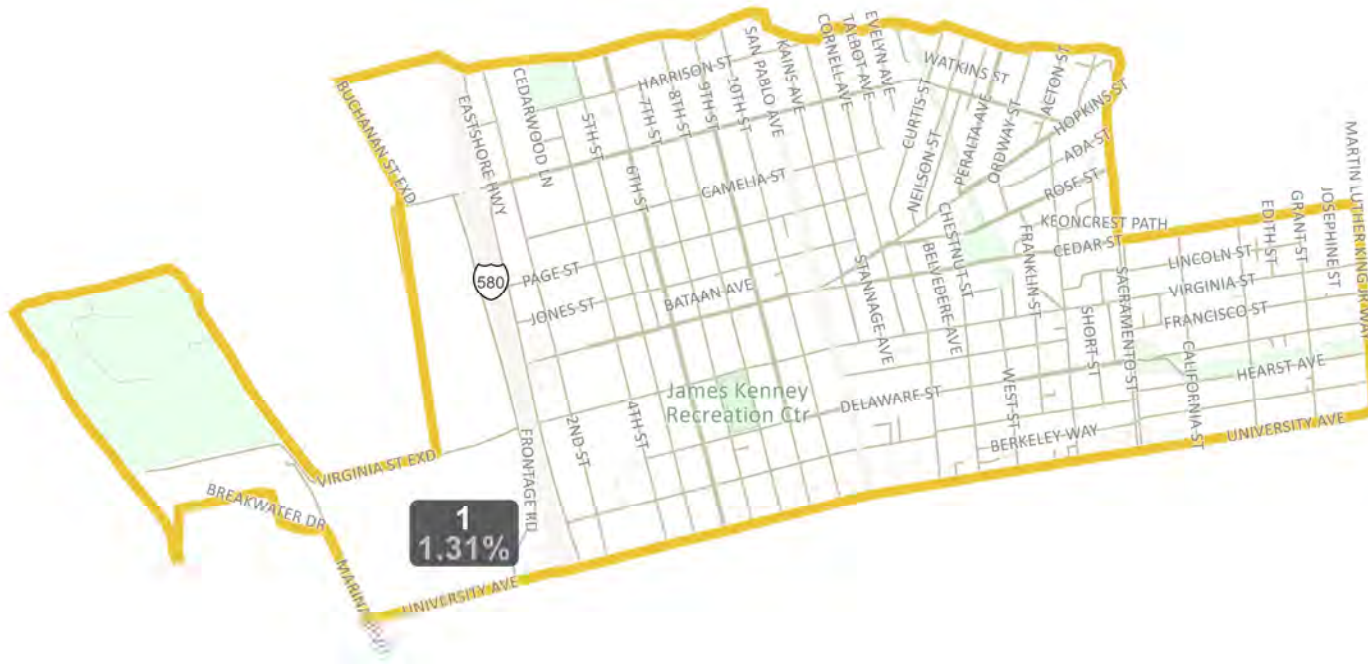 EVELYN AVE
TALBOT AVE
CORNELL AVE
KAINS AVE
SAN PABLO AVE
10TH ST
9TH ST
8TH ST
7TH ST
HARRISON ST
WATKINS ST
ACTON ST
HOPKINS ST
BUCHANAN ST EXD
EASTSHORE HWY
CEDARWOOD LN
5TH ST
6TH ST
CURTIS ST
NEILSON ST
PERALTA AVE
ORDWAY ST
ADA ST
ROSE ST
CAMELIA ST
KEONCREST PATH
CEDAR ST
MARTIN LUTHER KING JR WAY
JOSEPHINE ST
GRANT ST
EDITH ST
LINCOLN ST
VIRGINIA ST
FRANCISCO ST
HEARST AVE
580
PAGE ST
JONES ST
BATAAN AVE
STANNAGE AVE
BELVEDERE AVE
CHESTNUT ST
FRANKLIN ST
SHORT ST
SACRAMENTO ST
CALIFORNIA ST
WEST ST
James Kenney
Recreation Ctr
DELAWARE ST
BERKELEY WAY
UNIVERSITY AVE
4TH ST
2ND ST
FRONTAGE RD
VIRGINIA ST EXD
BREAKWATER DR
1
1.31%
UNIVERSITY AVE